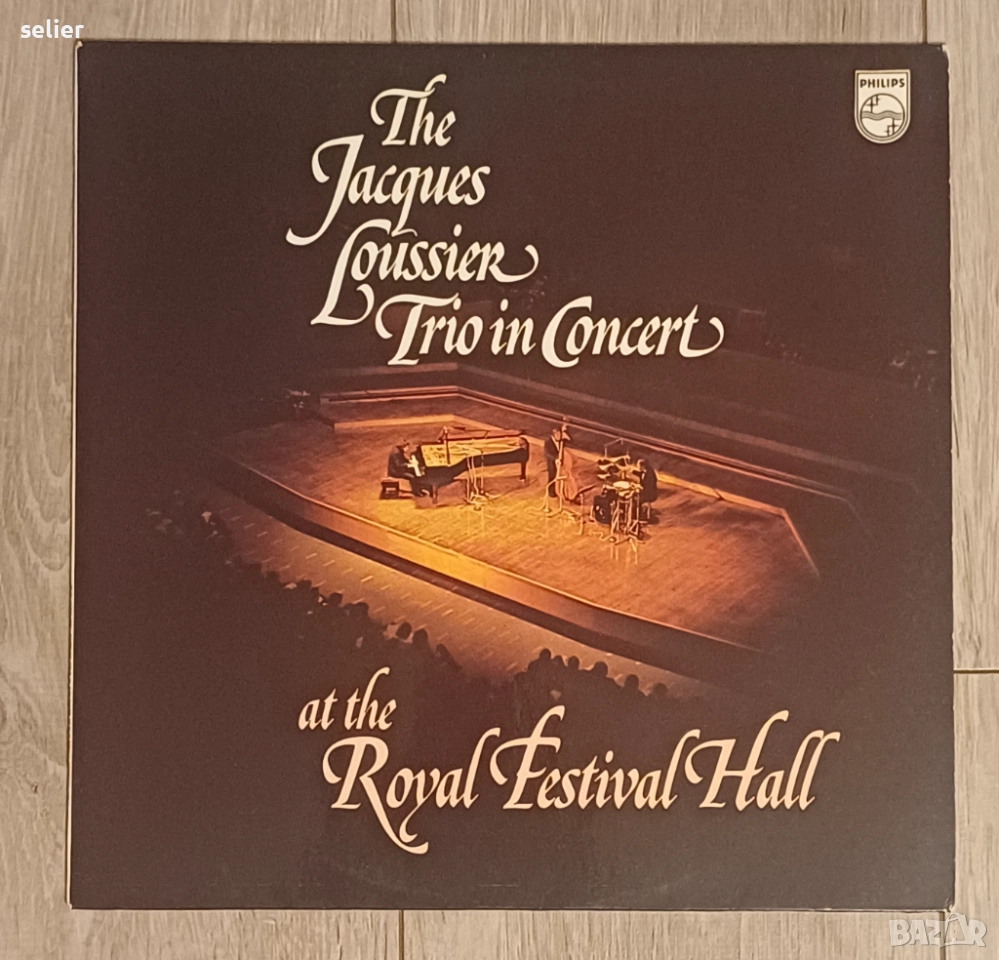 selier
PHILIPS
The
Jacques
Loussier
Trio in Concert
at the
Royal Festival Hall
BAZAR